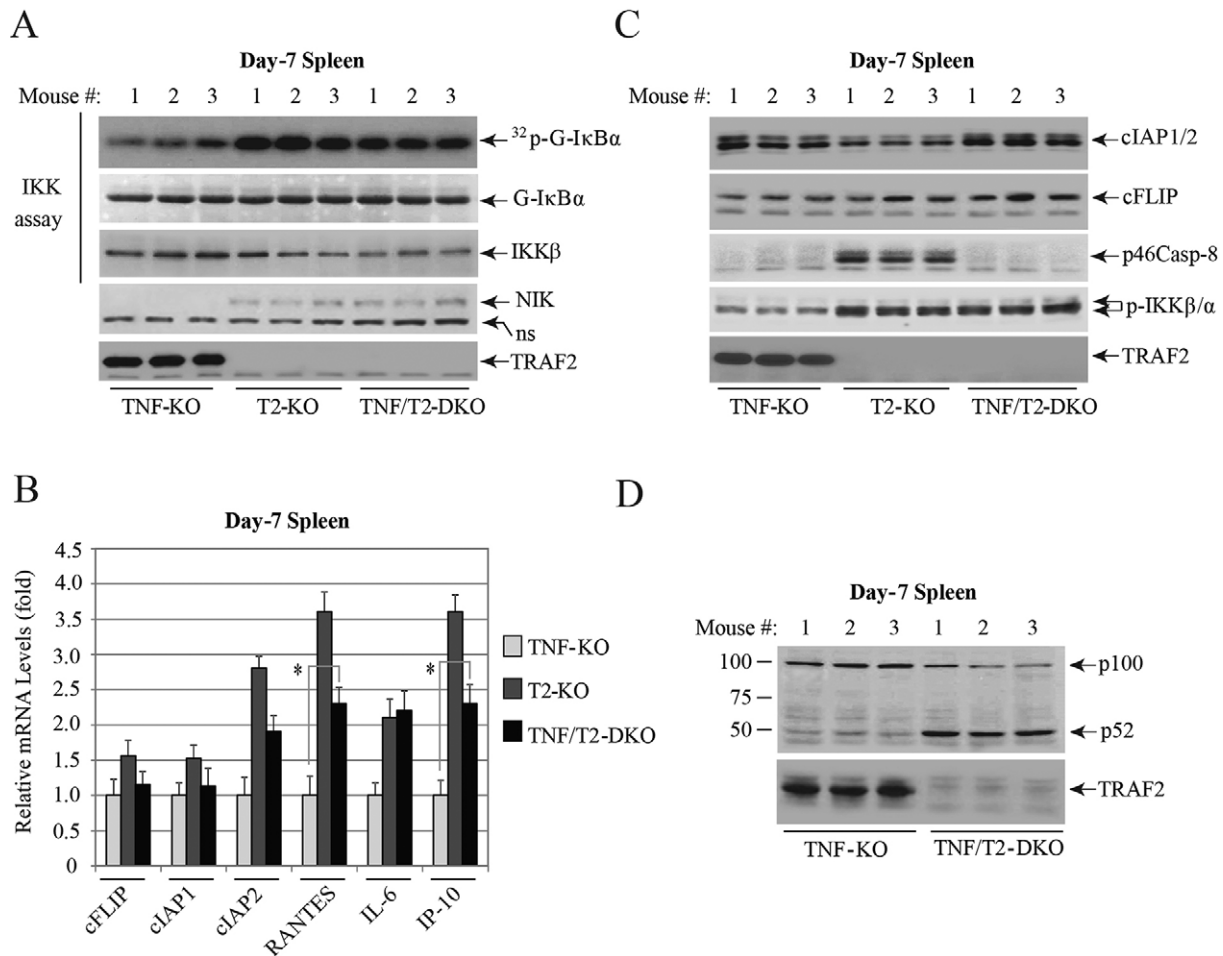 A
Day-7 Spleen
Mouse #: 1 2 3 1 2 3 1 2 3
IKK assay
32p-G-IκBα
G-IκBα
IKKβ
NIK
ns
TRAF2
TNF-KO T2-KO TNF/T2-DKO
C
Day-7 Spleen
Mouse #: 1 2 3 1 2 3 1 2 3
cIAP1/2
cFLIP
p46Casp-8
p-IKKβ/α
TRAF2
TNF-KO T2-KO TNF/T2-DKO
B
Day-7 Spleen
Relative mRNA Levels (fold)
4.5
4.0
3.5
3.0
2.5
2.0
1.5
1.0
0.5
0
* *
cFLIP cIAP1 cIAP2 RANTES IL-6 IP-10
TNF-KO
T2-KO
TNF/T2-DKO
D
Day-7 Spleen
Mouse #: 1 2 3 1 2 3
100
75
50
p100
p52
TRAF2
TNF-KO TNF/T2-DKO